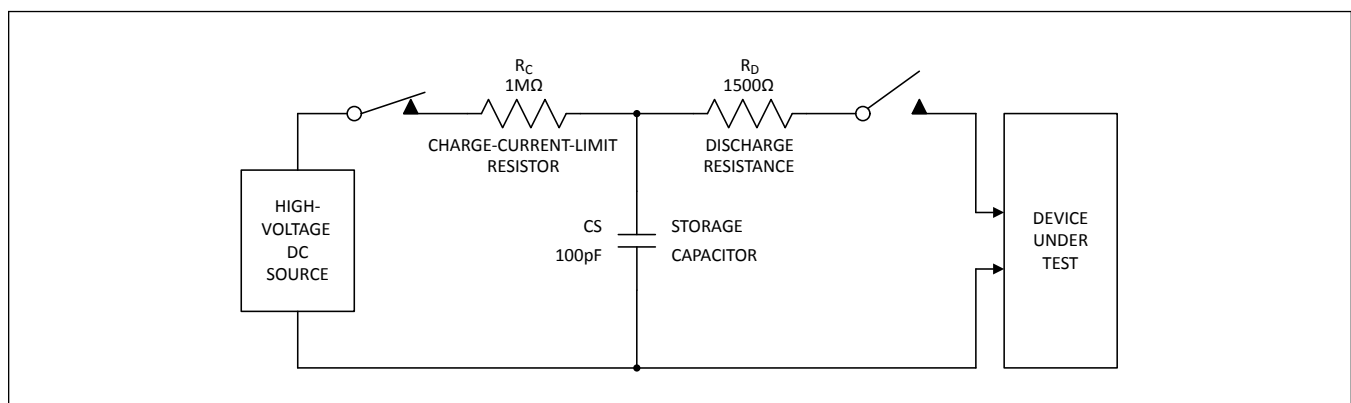 R_C
1MΩ
CHARGE-CURRENT-LIMIT
RESISTOR
R_D
1500Ω
DISCHARGE
RESISTANCE
HIGH-
VOLTAGE
DC
SOURCE
CS
100pF
STORAGE
CAPACITOR
DEVICE
UNDER
TEST